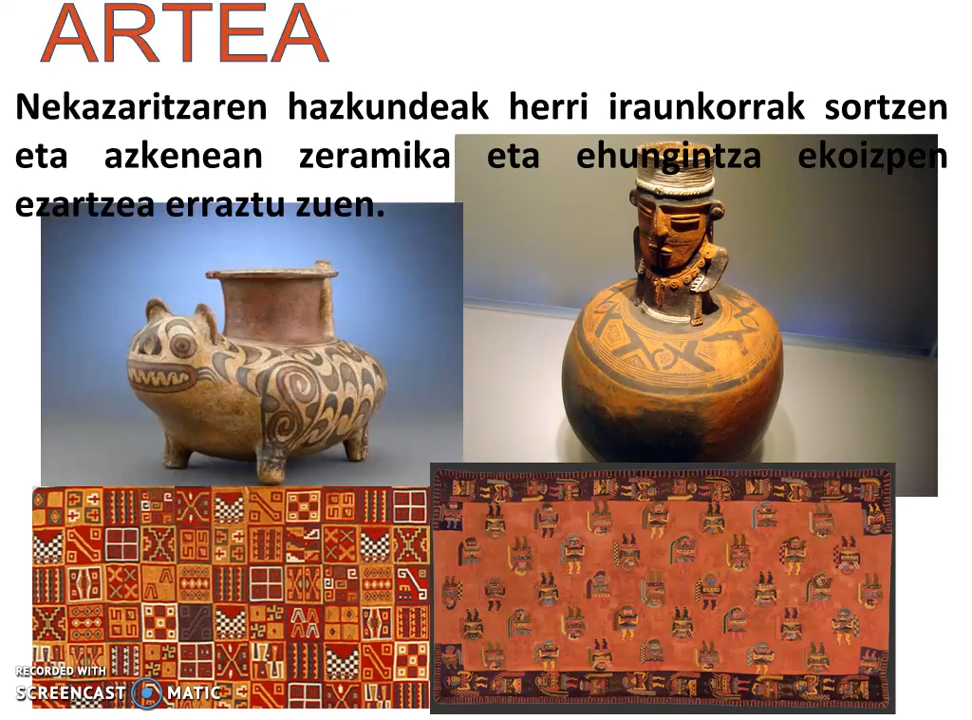 ARTEA
Nekazaritzaren hazkundeak herri iraunkorrak sortzen
eta azkenean zeramika eta ehungintza ekoizpen
ezartzea erraztu zuen.
RECORDED WITH
SCREENCAST MATIC